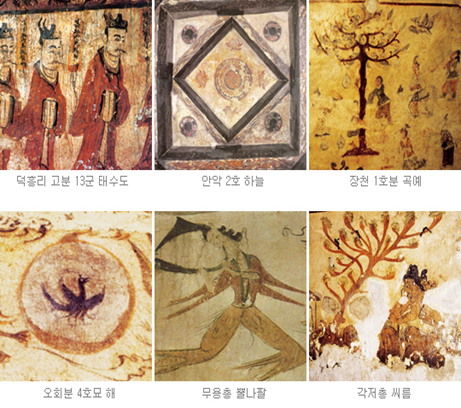 덕흥리 고분 13군 태수도
안악 2호 하늘
장천 1호분 곡예
오회분 4호묘 해
무용총 뿔나팔
각저총 씨름